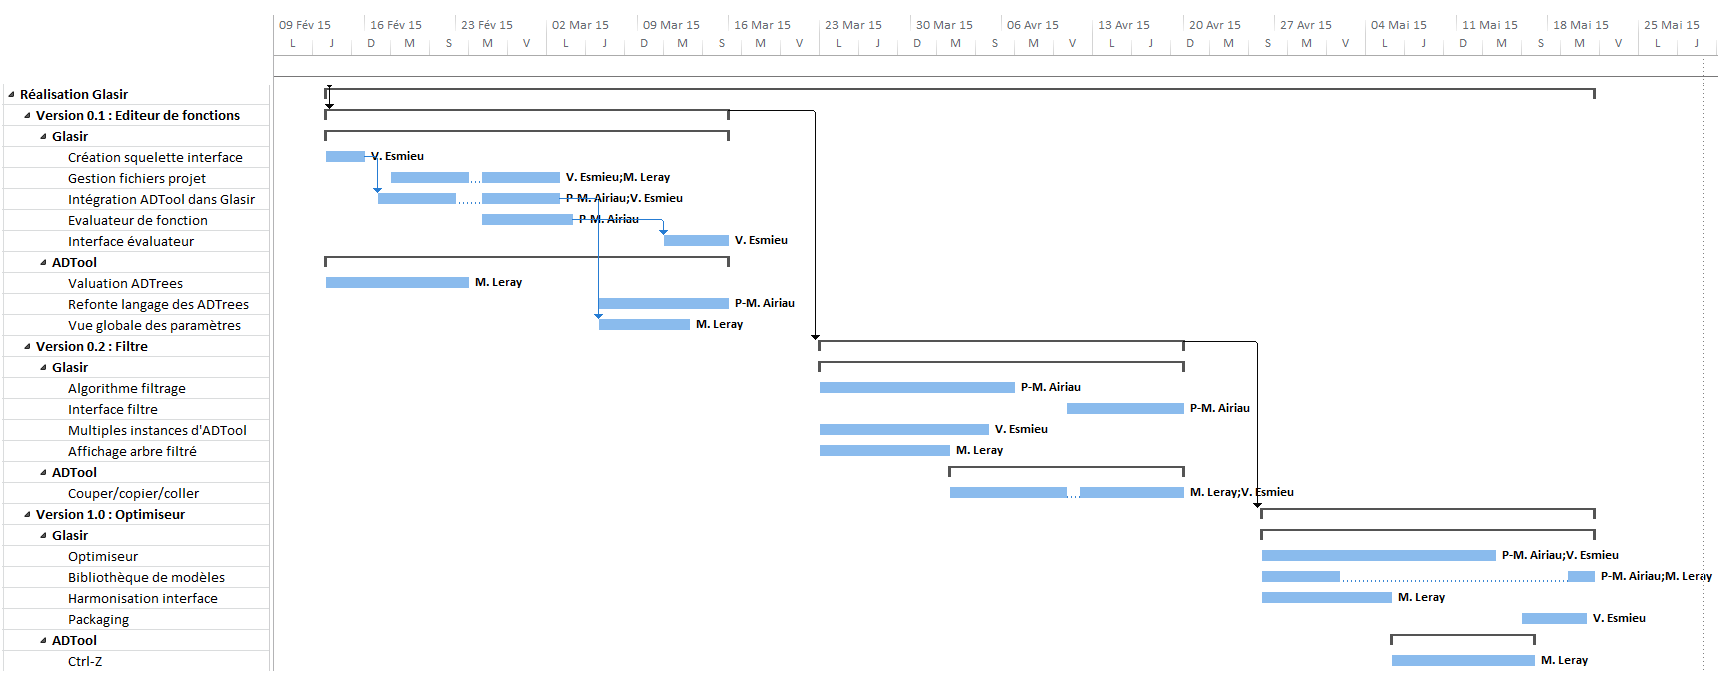 09 Fév 15 16 Fév 15 23 Fév 15 02 Mar 15 09 Mar 15 16 Mar 15 23 Mar 15 30 Mar 15 06 Avr 15 13 Avr 15 20 Avr 15 27 Avr 15 04 Mai 15 11 Mai 15 18 Mai 15 25 Mai 15
L J D M S M V L J D M S M V L J D M S M V L J D M S M V L J D M S M V L J
Réalisation Glasir
Version 0.1 : Editeur de fonctions
Glasir
Création squelette interface V. Esmieu
Gestion fichiers projet V. Esmieu;M. Leray
Intégration ADTool dans Glasir P-M. Airiau;V. Esmieu
Evaluateur de fonction P-M. Airiau
Interface évaluateur V. Esmieu
ADTool
Valuation ADTrees M. Leray
Refonte langage des ADTrees P-M. Airiau
Vue globale des paramètres M. Leray
Version 0.2 : Filtre
Glasir
Algorithme filtrage P-M. Airiau
Interface filtre P-M. Airiau
Multiples instances d'ADTool V. Esmieu
Affichage arbre filtré M. Leray
ADTool
Couper/copier/coller M. Leray;V. Esmieu
Version 1.0 : Optimiseur
Glasir
Optimiseur P-M. Airiau;V. Esmieu
Bibliothèque de modèles P-M. Airiau;M. Leray
Harmonisation interface M. Leray
Packaging V. Esmieu
ADTool
Ctrl-Z M. Leray